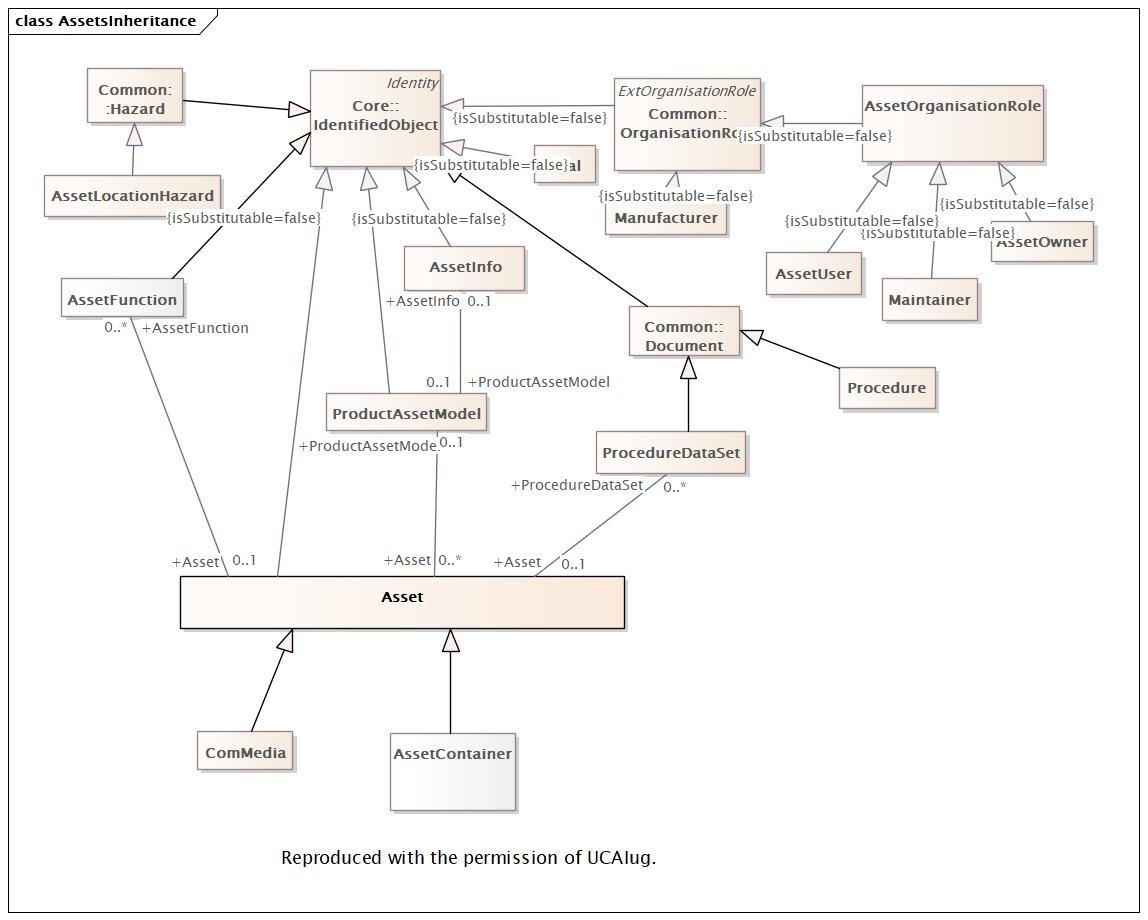 class AssetsInheritance
Common:
:Hazard
Identity
Core::
IdentifiedObject
ExtOrganisationRole
Common::
AssetOrganisationRole
{isSubstitutable=false}
{isSubstitutable=false}
{isSubstitutable=false}
AssetLocationHazard
{isSubstitutable=false}
{isSubstitutable=false}
{isSubstitutable=false}
Manufacturer
{isSubstitutable=false}
{isSubstitutable=false}
{isSubstitutable=false}
AssetOwner
AssetInfo
AssetUser
Maintainer
AssetFunction
+AssetInfo 0..1
0..* +AssetFunction
Common::
Document
0..1 +ProductAssetModel
Procedure
ProductAssetModel
0..1
ProcedureDataSet
+ProcedureDataSet 0..*
+Asset 0..1
+Asset 0..*
+Asset 0..1
Asset
ComMedia
AssetContainer
Reproduced with the permission of UCAIug.